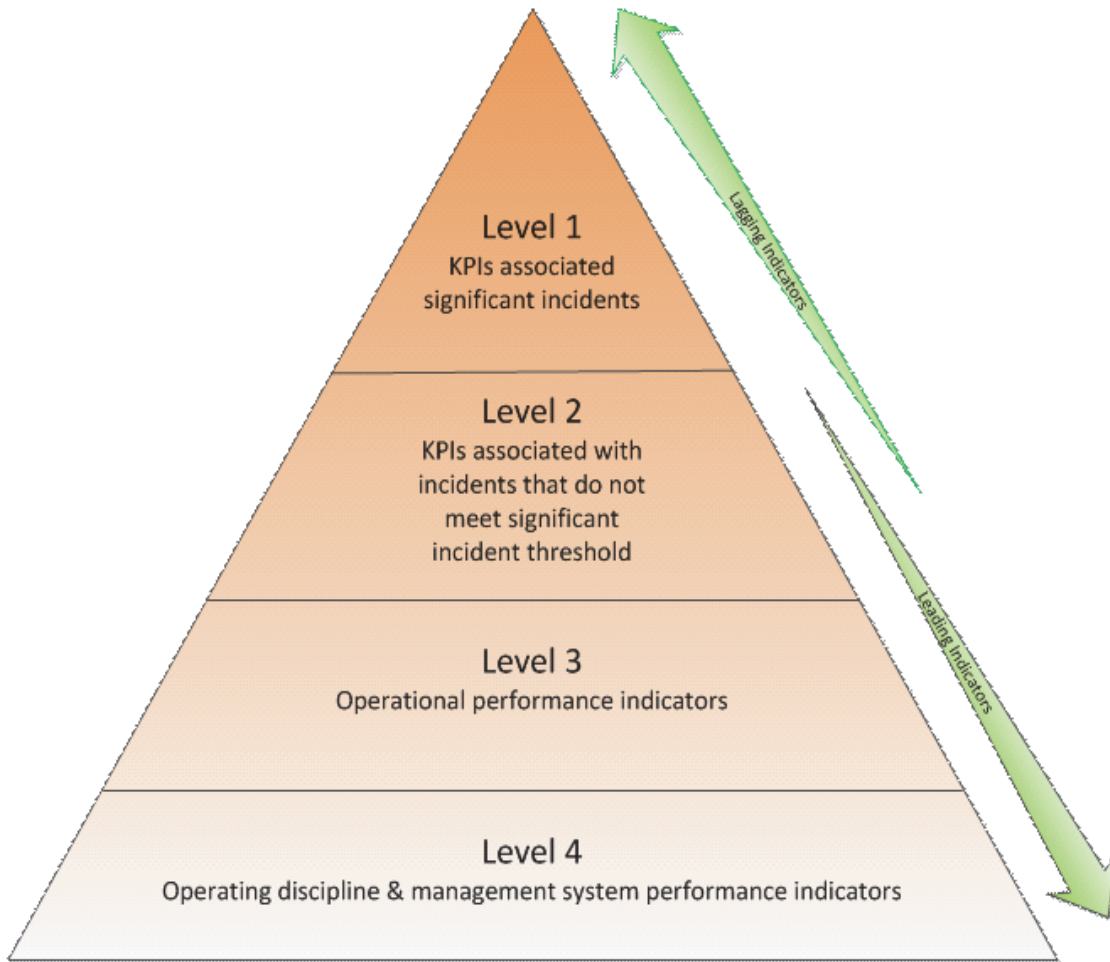 Level 1
KPIs associated
significant incidents
Lagging Indicators
Level 2
KPIs associated with
incidents that do not
meet significant
incident threshold
Leading Indicators
Level 3
Operational performance indicators
Level 4
Operating discipline & management system performance indicators